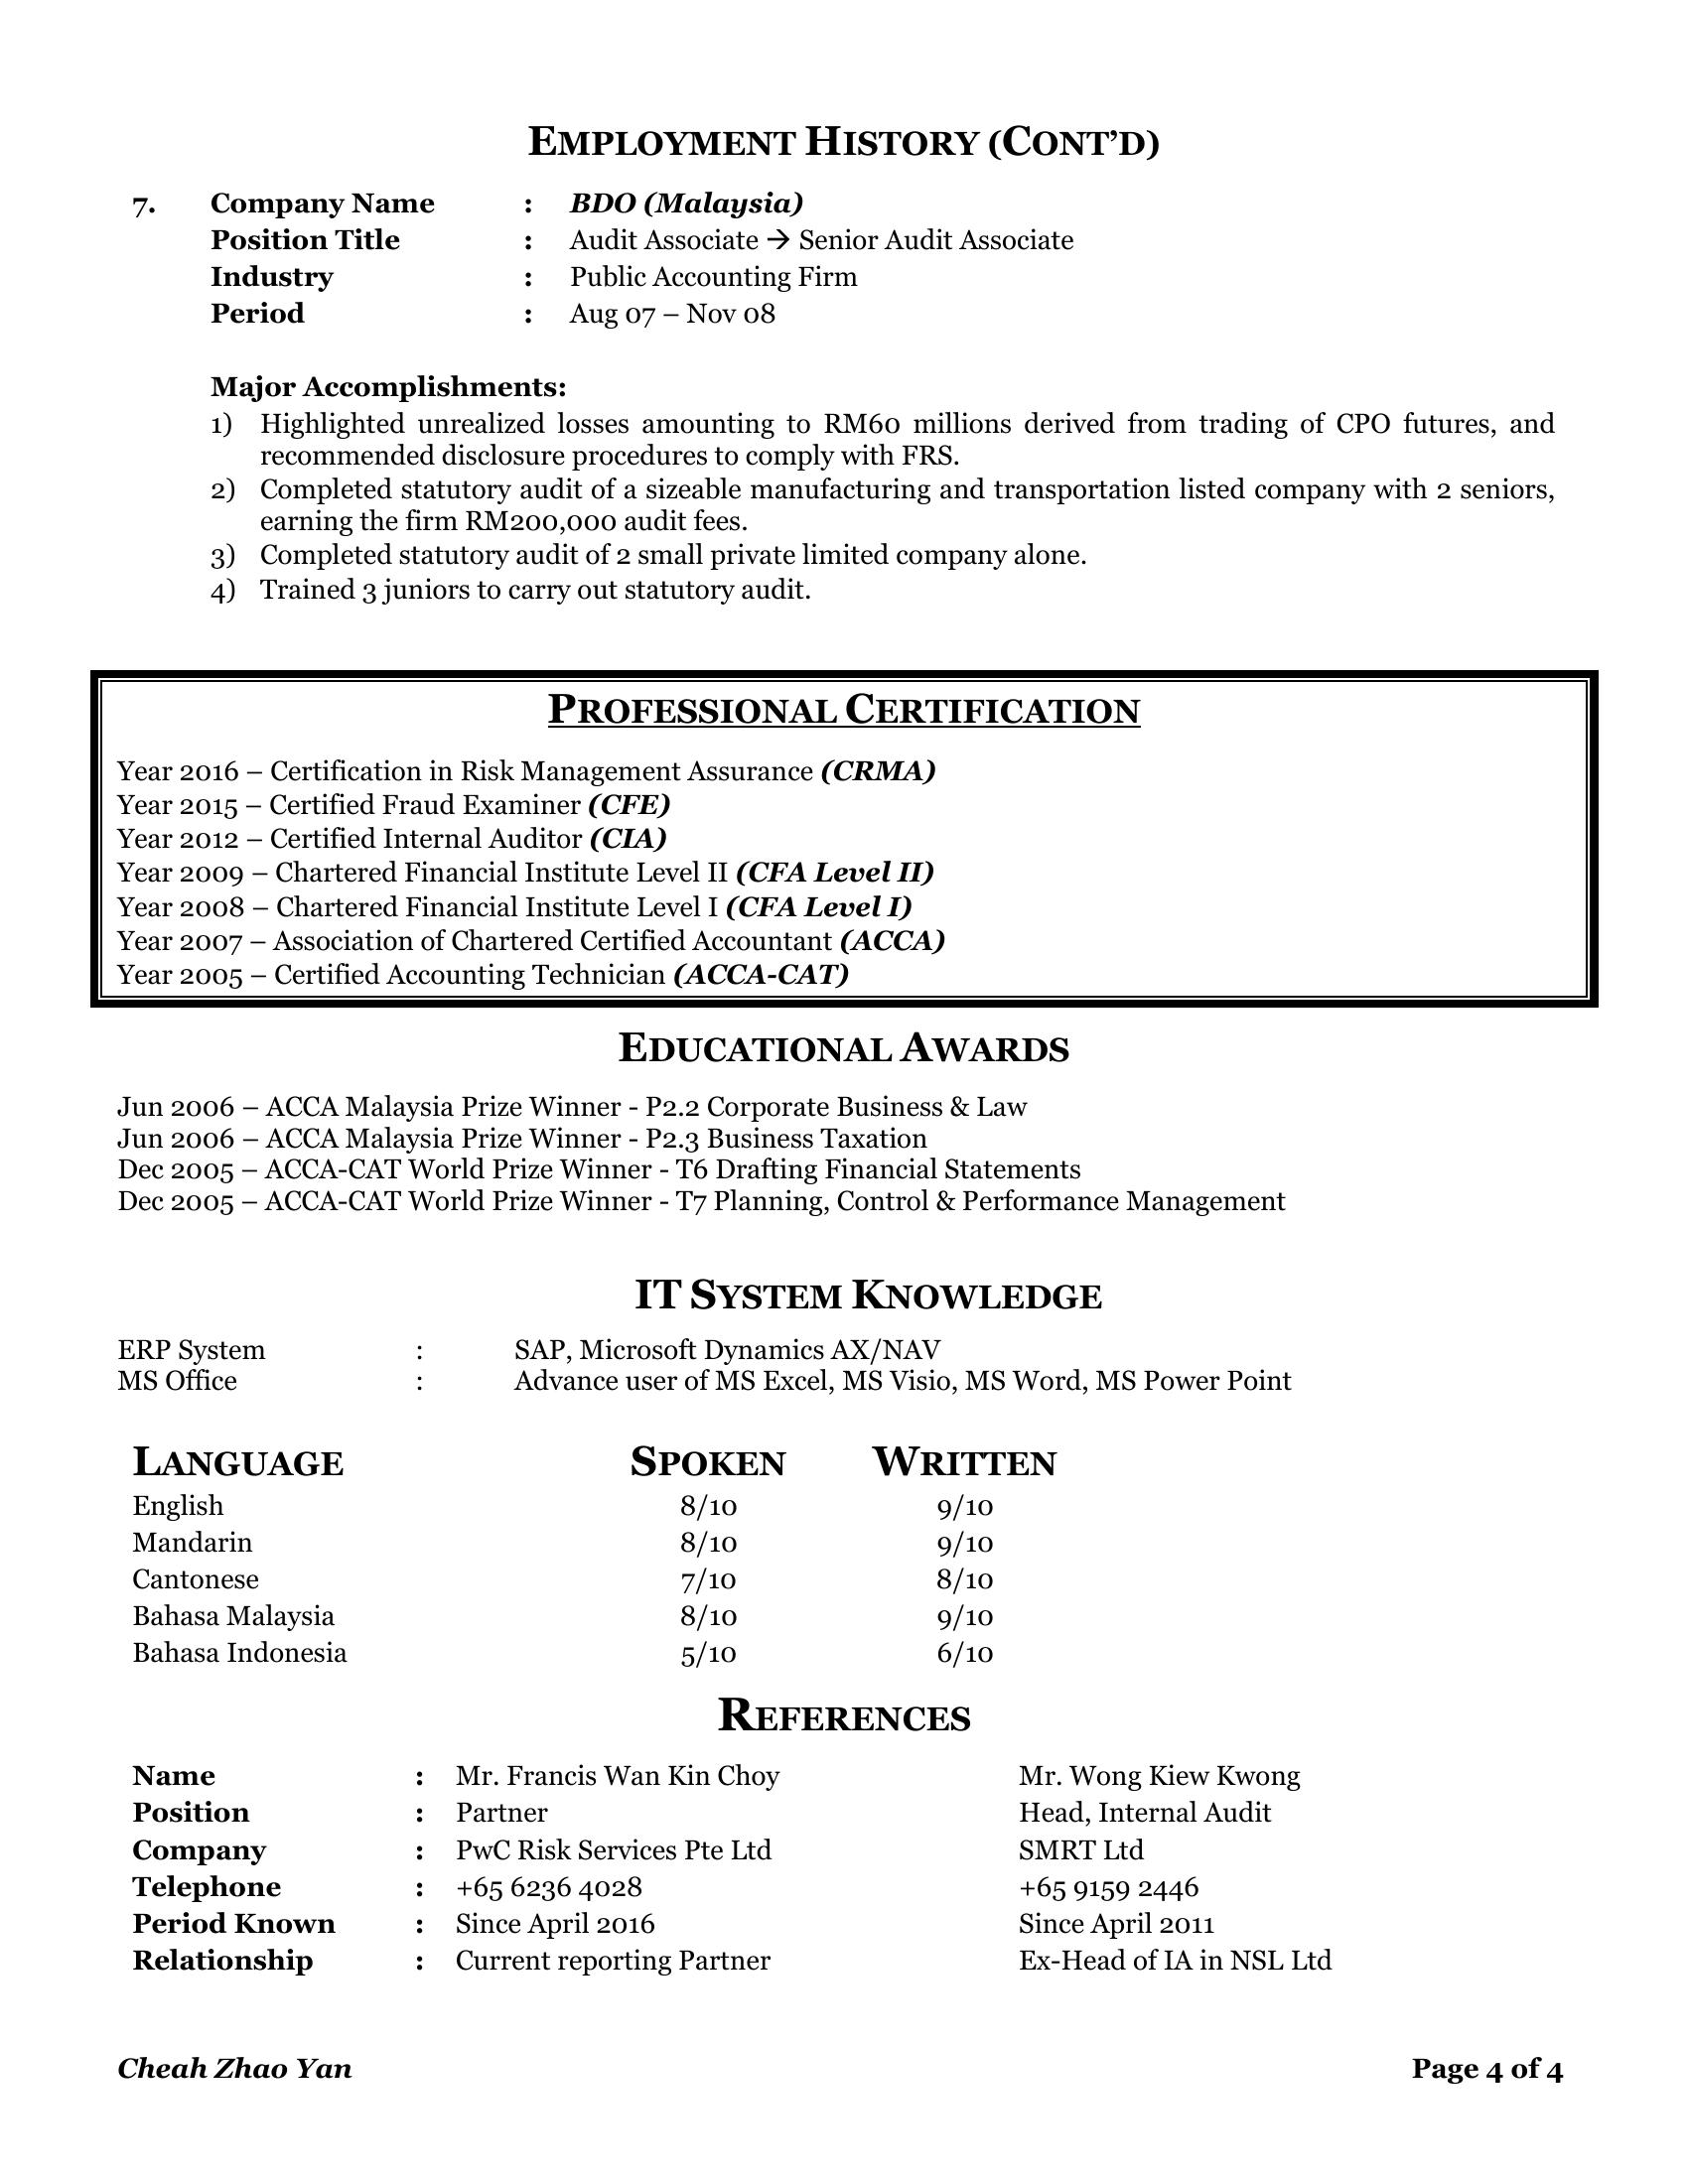 EMPLOYMENT HISTORY (CONT’D)
7. Company Name : BDO (Malaysia)
Position Title : Audit Associate → Senior Audit Associate
Industry : Public Accounting Firm
Period : Aug 07 – Nov 08
Major Accomplishments:
1) Highlighted unrealized losses amounting to RM60 millions derived from trading of CPO futures, and
recommended disclosure procedures to comply with FRS.
2) Completed statutory audit of a sizeable manufacturing and transportation listed company with 2 seniors,
earning the firm RM200,000 audit fees.
3) Completed statutory audit of 2 small private limited company alone.
4) Trained 3 juniors to carry out statutory audit.
PROFESSIONAL CERTIFICATION
Year 2016 – Certification in Risk Management Assurance (CRMA)
Year 2015 – Certified Fraud Examiner (CFE)
Year 2012 – Certified Internal Auditor (CIA)
Year 2009 – Chartered Financial Institute Level II (CFA Level II)
Year 2008 – Chartered Financial Institute Level I (CFA Level I)
Year 2007 – Association of Chartered Certified Accountant (ACCA)
Year 2005 – Certified Accounting Technician (ACCA-CAT)
EDUCATIONAL AWARDS
Jun 2006 – ACCA Malaysia Prize Winner - P2.2 Corporate Business & Law
Jun 2006 – ACCA Malaysia Prize Winner - P2.3 Business Taxation
Dec 2005 – ACCA-CAT World Prize Winner - T6 Drafting Financial Statements
Dec 2005 – ACCA-CAT World Prize Winner - T7 Planning, Control & Performance Management
IT SYSTEM KNOWLEDGE
ERP System : SAP, Microsoft Dynamics AX/NAV
MS Office : Advance user of MS Excel, MS Visio, MS Word, MS Power Point
LANGUAGE SPOKEN WRITTEN
English 8/10 9/10
Mandarin 8/10 9/10
Cantonese 7/10 8/10
Bahasa Malaysia 8/10 9/10
Bahasa Indonesia 5/10 6/10
REFERENCES
Name : Mr. Francis Wan Kin Choy Mr. Wong Kiew Kwong
Position : Partner Head, Internal Audit
Company : PwC Risk Services Pte Ltd SMRT Ltd
Telephone : +65 6236 4028 +65 9159 2446
Period Known : Since April 2016 Since April 2011
Relationship : Current reporting Partner Ex-Head of IA in NSL Ltd
Cheah Zhao Yan Page 4 of 4